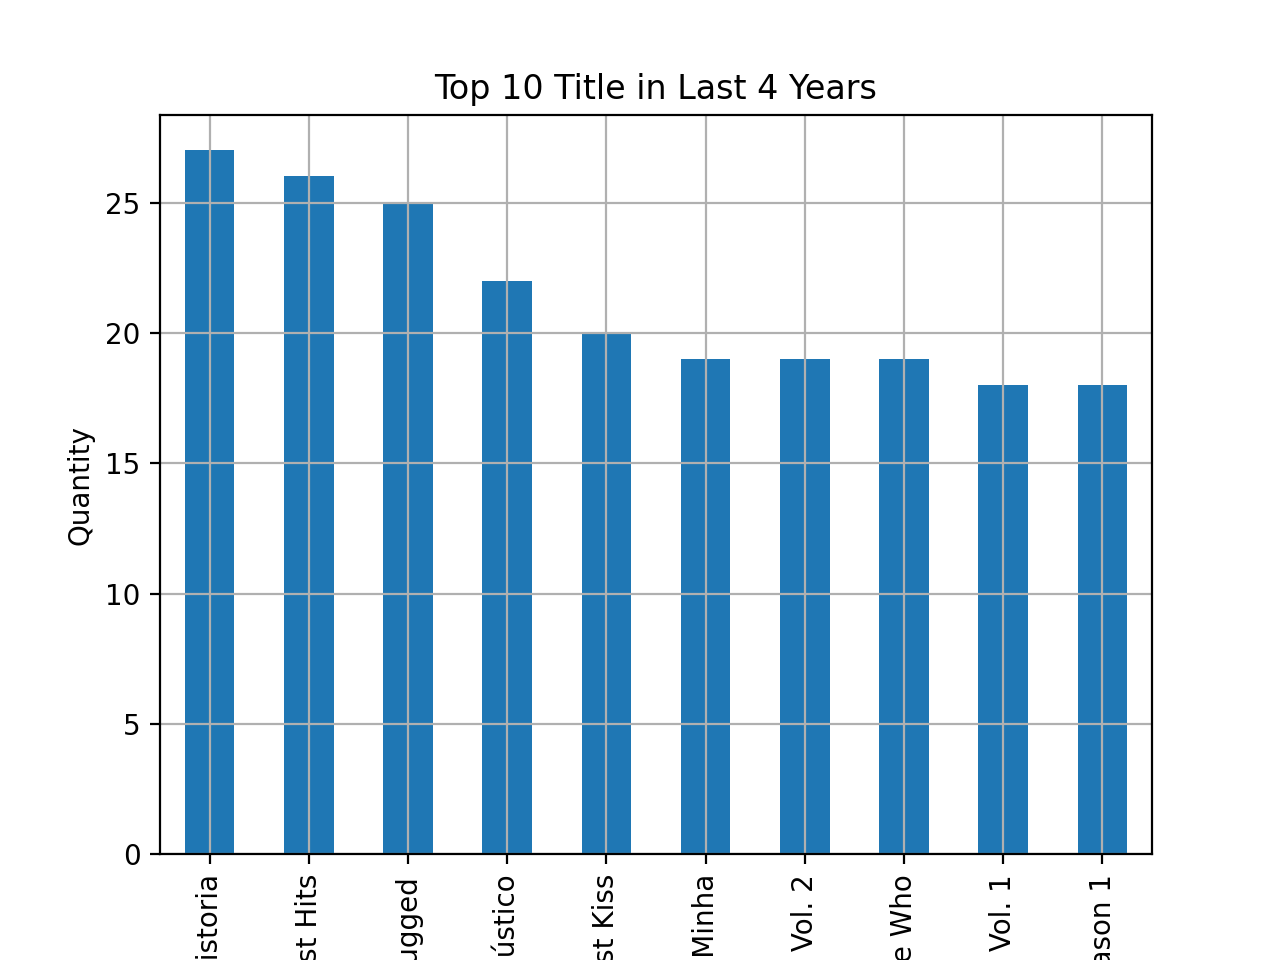 Top 10 Title in Last 4 Years
Quantity
25
20
15
10
5
0
istoria
st Hits
ugged
ústico
st Kiss
Minha
Vol. 2
e Who
Vol. 1
ason 1